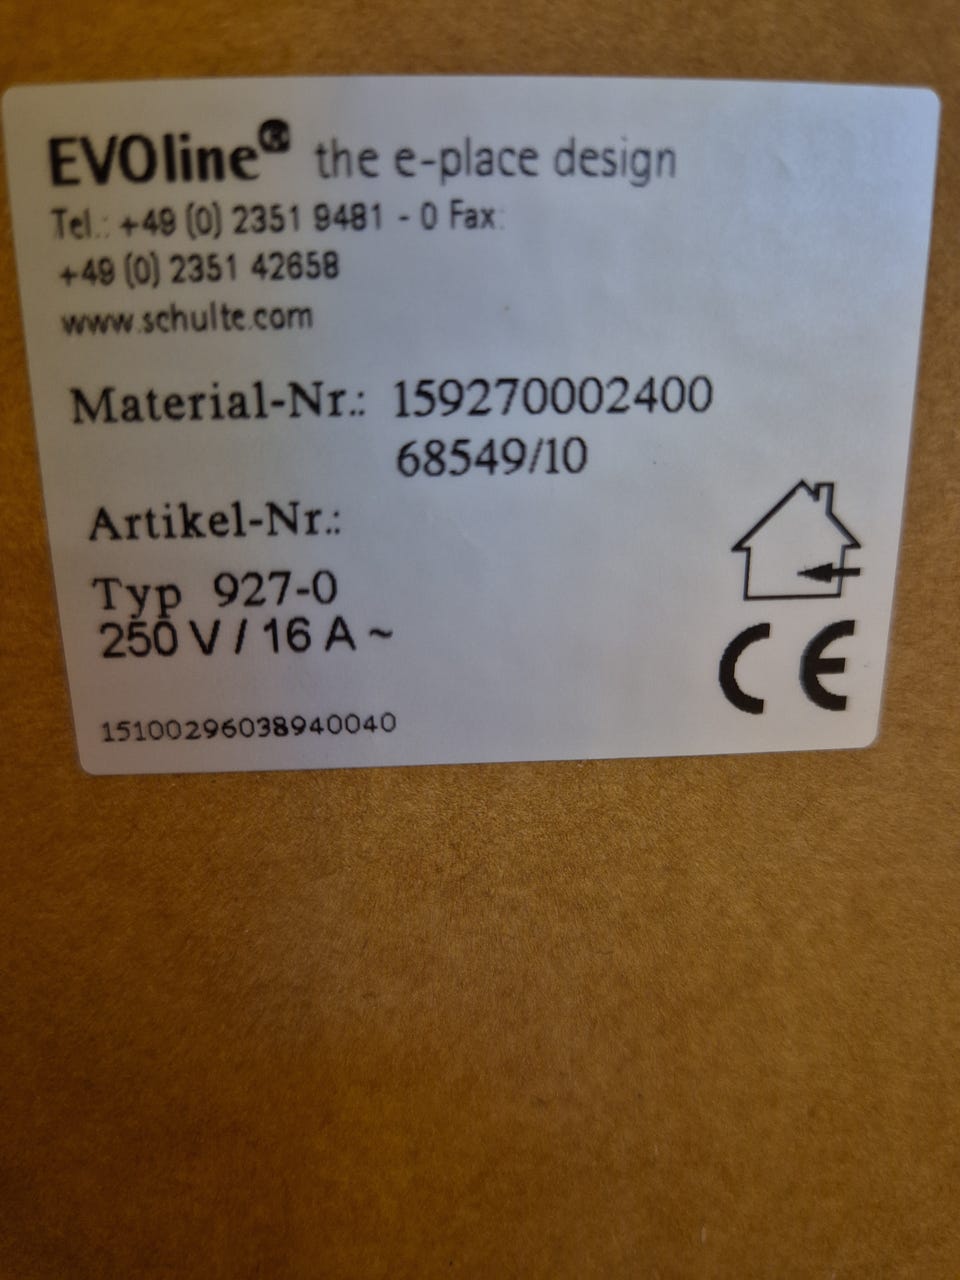 EVOline® the e-place design
Tel.: +49 (0) 2351 9481 - 0 Fax:
+49 (0) 2351 42658
www.schulte.com
Material-Nr.: 159270002400
68549/10
Artikel-Nr.:
Typ 927-0
250 V / 16 A ~
CE
15100296038940040